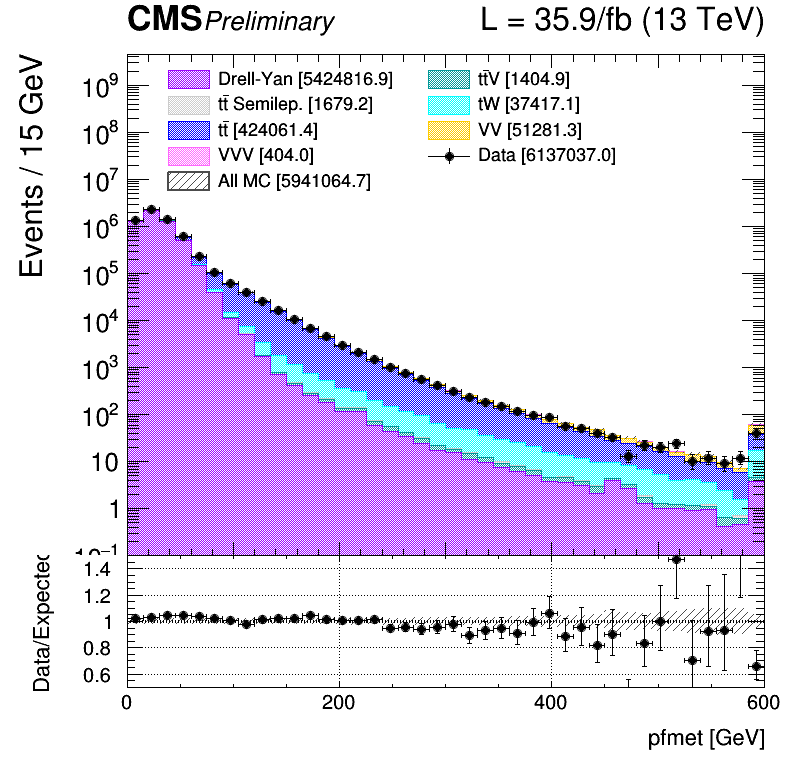 CMS Preliminary L = 35.9/fb (13 TeV)
Events / 15 GeV
Drell-Yan [5424816.9]
tt̄ Semilep. [1679.2]
tt̄ [424061.4]
VVV [404.0]
All MC [5941064.7]
tt̄V [1404.9]
tW [37417.1]
VV [51281.3]
Data [6137037.0]
10⁹
10⁸
10⁷
10⁶
10⁵
10⁴
10³
10²
10
1
10⁻¹
Data/Expected
1.4
1.2
1
0.8
0.6
0 200 400 600
pfmet [GeV]